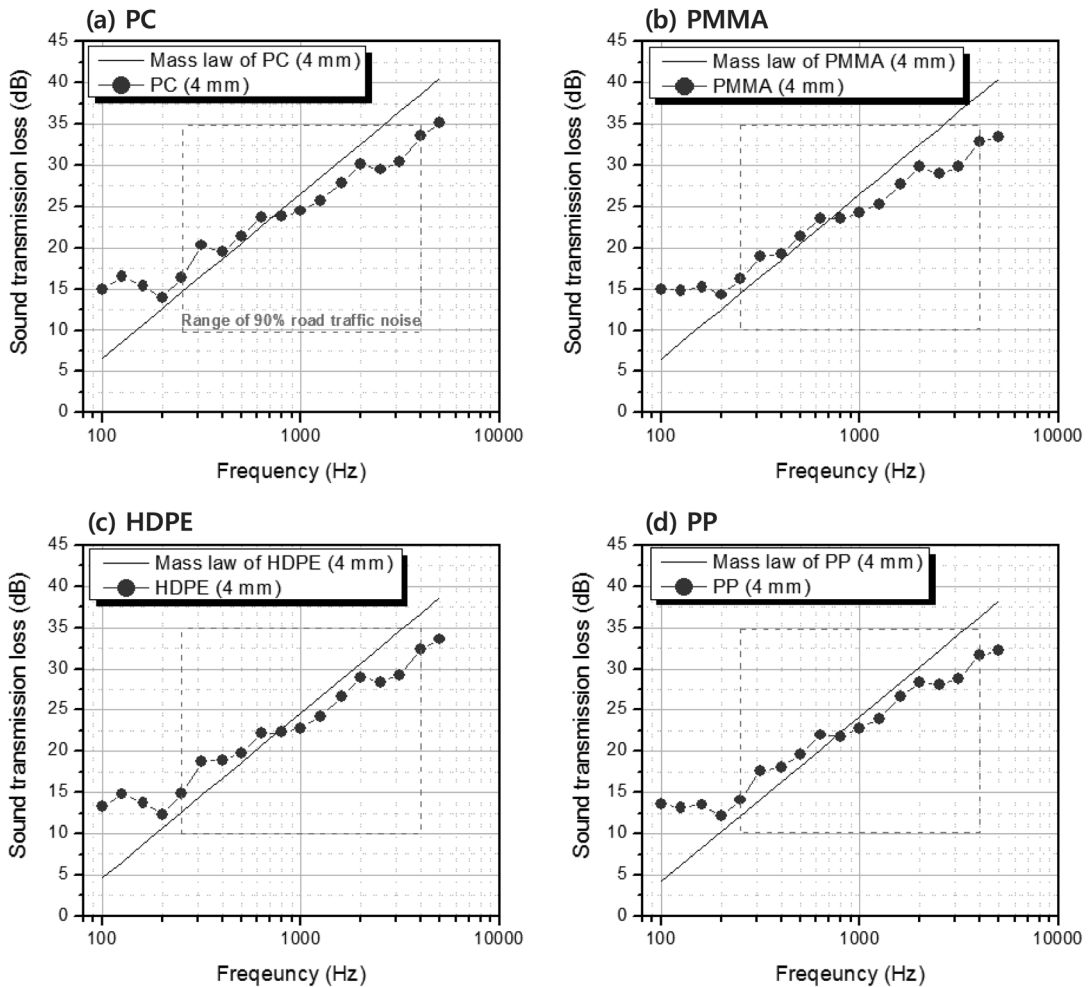 (a) PC
Mass law of PC (4 mm)
PC (4 mm)
Range of 90% road traffic noise
Sound transmission loss (dB)
45
40
35
30
25
20
15
10
5
0
100
1000
10000
Frequency (Hz)
(b) PMMA
Mass law of PMMA (4 mm)
PMMA (4 mm)
Sound transmission loss (dB)
45
40
35
30
25
20
15
10
5
0
100
1000
10000
Freqeuncy (Hz)
(c) HDPE
Mass law of HDPE (4 mm)
HDPE (4 mm)
Sound transmission loss (dB)
45
40
35
30
25
20
15
10
5
0
100
1000
10000
Freqeuncy (Hz)
(d) PP
Mass law of PP (4 mm)
PP (4 mm)
Sound transmission loss (dB)
45
40
35
30
25
20
15
10
5
0
100
1000
10000
Freqeuncy (Hz)